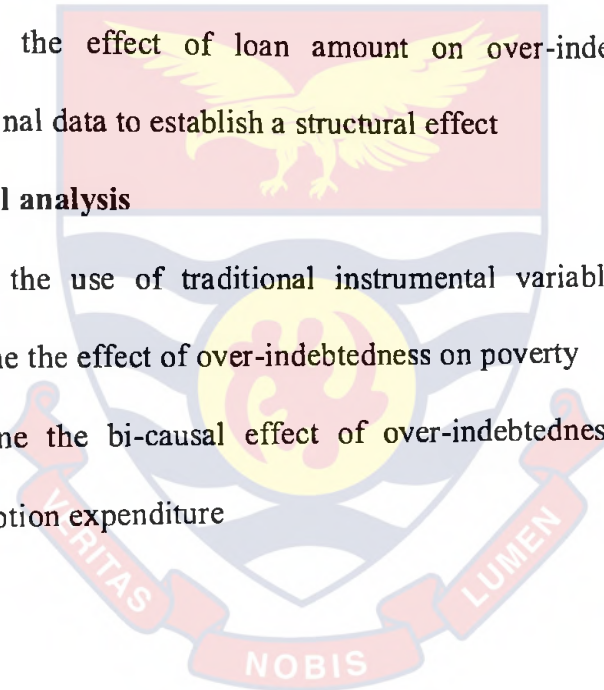 the effect of loan amount on over-inde
nal data to establish a structural effect
l analysis
the use of traditional instrumental variabl
ne the effect of over-indebtedness on poverty
ne the bi-causal effect of over-indebtednes
ption expenditure
VERITAS
NOBIS
LUMEN